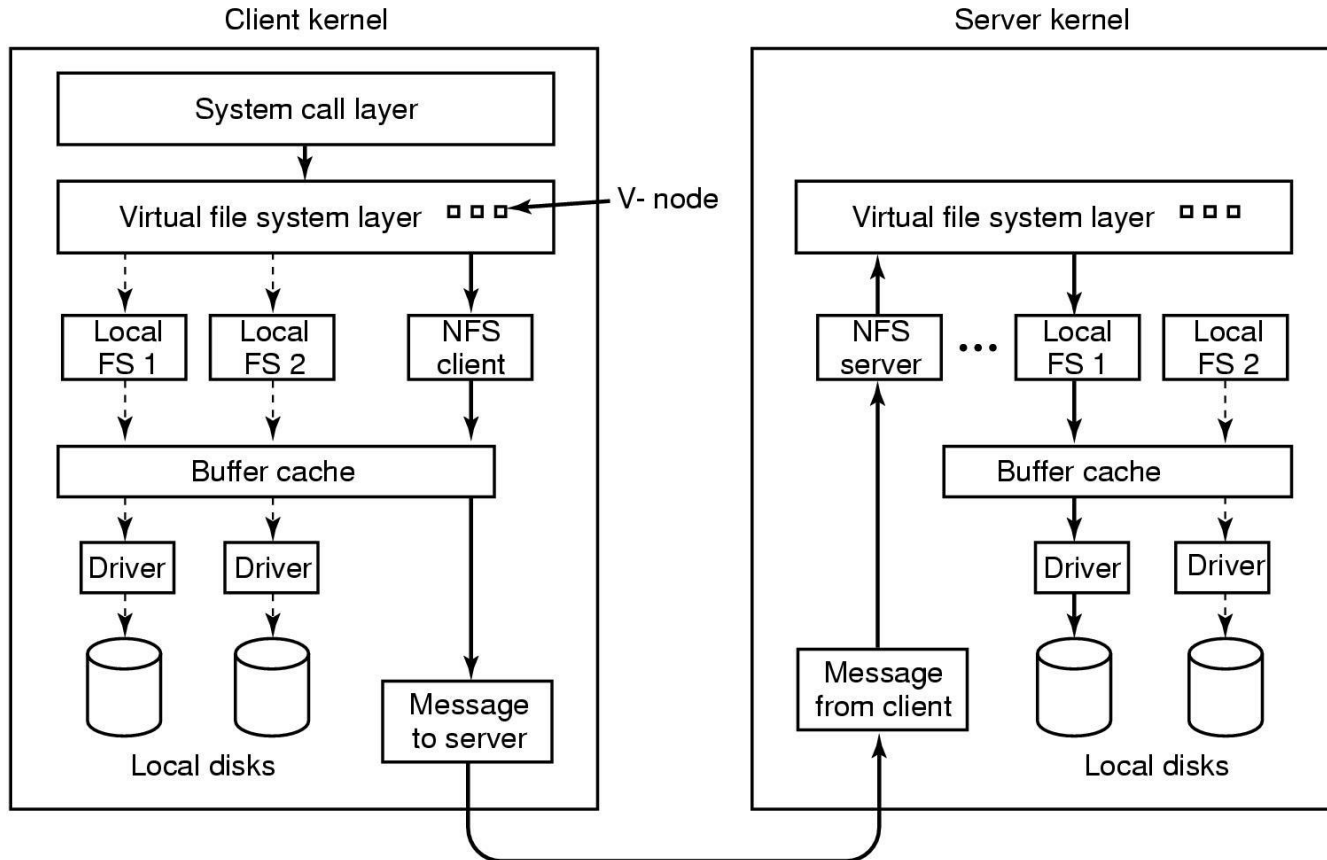 Client kernel
System call layer
Virtual file system layer
V- node
Local
FS 1
Local
FS 2
NFS
client
Buffer cache
Driver
Driver
Message
to server
Local disks
Server kernel
Virtual file system layer
NFS
server
Local
FS 1
Local
FS 2
Buffer cache
Driver
Driver
Message
from client
Local disks